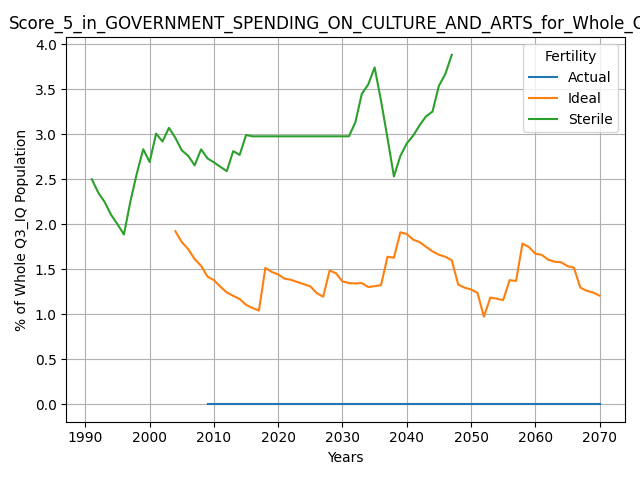 Score_5_in_GOVERNMENT_SPENDING_ON_CULTURE_AND_ARTS_for_Whole_
Fertility
Actual
Ideal
Sterile
% of Whole Q3_IQ Population
4.0
3.5
3.0
2.5
2.0
1.5
1.0
0.5
0.0
1990 2000 2010 2020 2030 2040 2050 2060 2070
Years